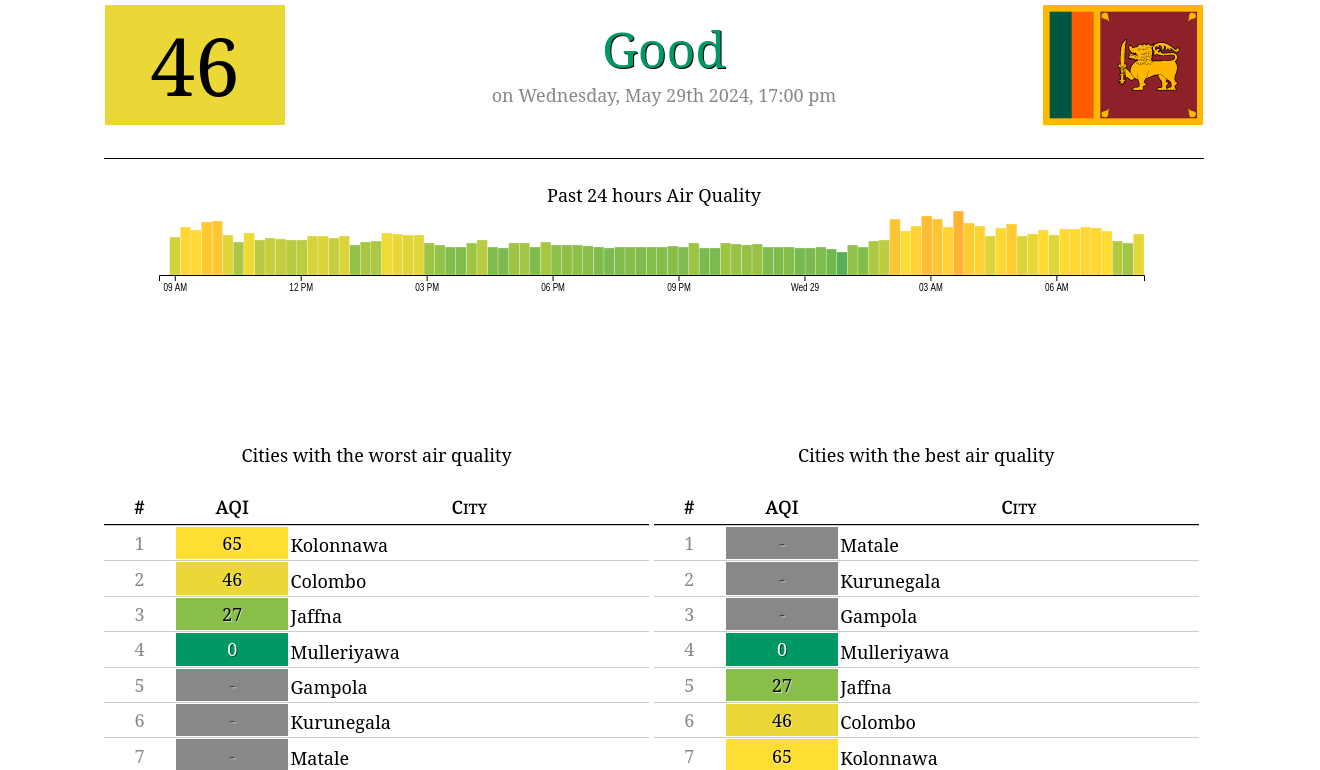 46
Good
on Wednesday, May 29th 2024, 17:00 pm
Past 24 hours Air Quality
09 AM 12 PM 03 PM 06 PM 09 PM Wed 29 03 AM 06 AM
Cities with the worst air quality
# AQI City
1 65 Kolonnawa
2 46 Colombo
3 27 Jaffna
4 0 Mulleriyawa
5 - Gampola
6 - Kurunegala
7 - Matale
Cities with the best air quality
# AQI City
1 - Matale
2 - Kurunegala
3 - Gampola
4 0 Mulleriyawa
5 27 Jaffna
6 46 Colombo
7 65 Kolonnawa